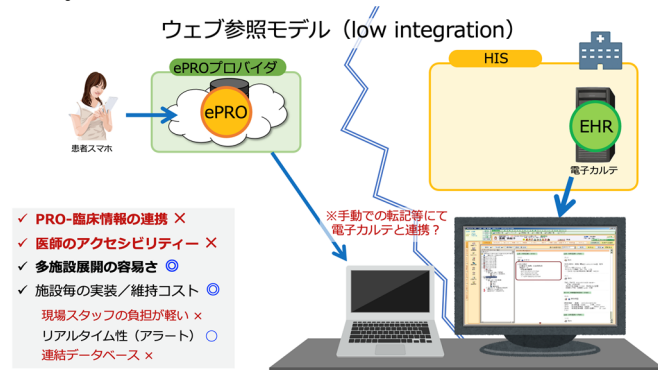 ウェブ参照モデル（low integration）
ePROプロバイダ
ePRO
患者スマホ
HIS
EHR
電子カルテ
※手動での転記等にて
電子カルテと連携？
✓ PRO-臨床情報の連携 ×
✓ 医師のアクセシビリティー ×
✓ 多施設展開の容易さ ◎
✓ 施設毎の実装／維持コスト ◎
現場スタッフの負担が軽い ×
リアルタイム性（アラート） ○
連結データベース ×